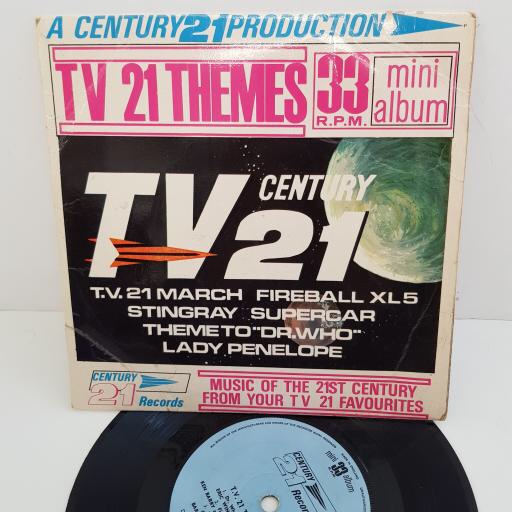 A CENTURY 21 PRODUCTION
TV 21 THEMES
33
R.P.M.
mini
album
TV CENTURY 21
T.V. 21 MARCH FIREBALL XL5
STINGRAY SUPERCAR
THEME TO "DR. WHO"
LADY PENELOPE
CENTURY
21
Records
MUSIC OF THE 21ST CENTURY
FROM YOUR TV 21 FAVOURITES
CENTURY
21
Records
mini 33 album